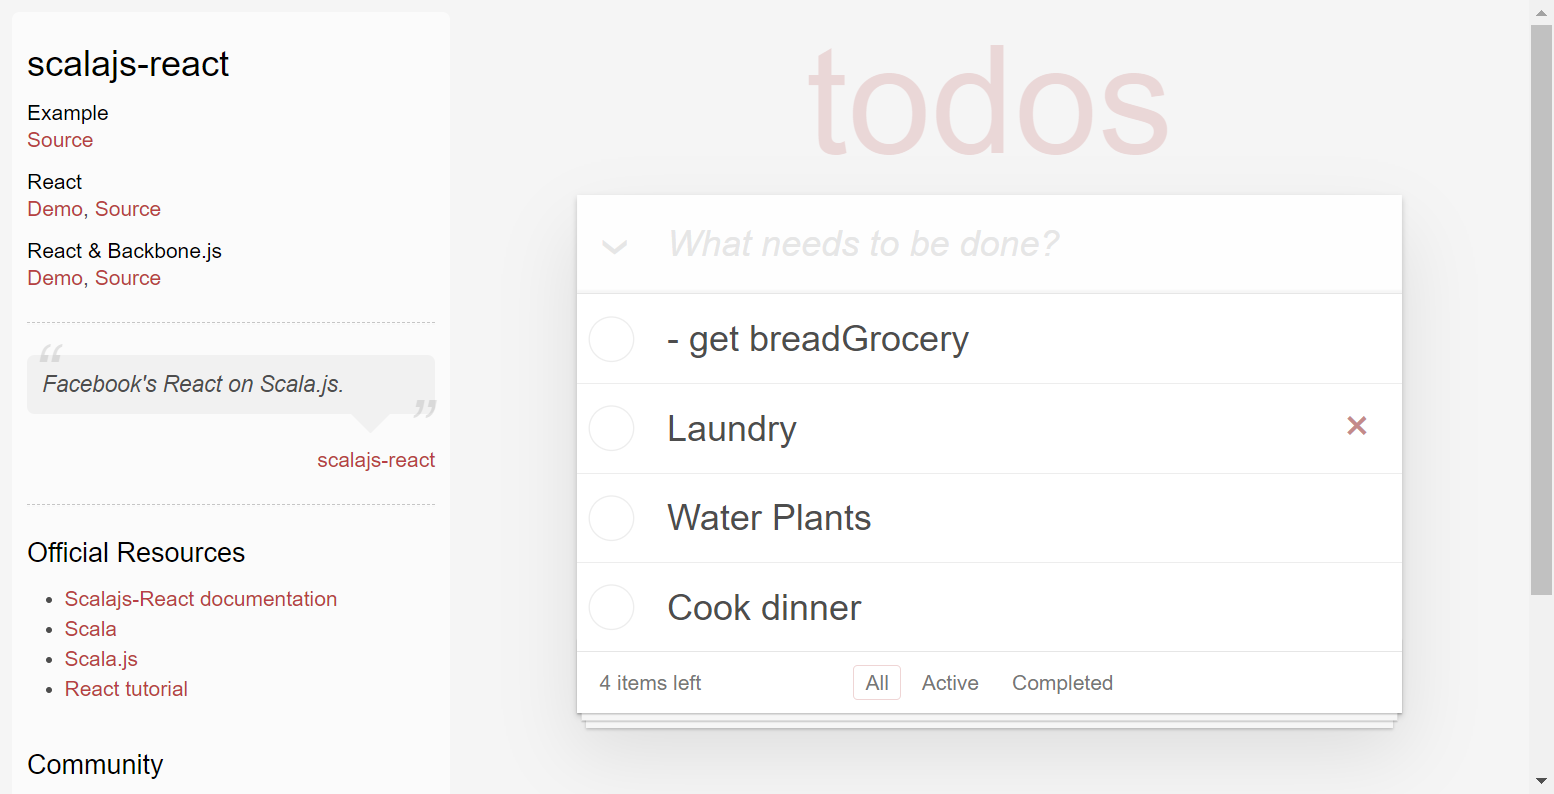 scalajs-react
Example
Source
React
Demo, Source
React & Backbone.js
Demo, Source
“
Facebook's React on Scala.js.
”
scalajs-react
Official Resources
• Scalajs-React documentation
• Scala
• Scala.js
• React tutorial
Community
todos
What needs to be done?
- get breadGrocery
Laundry
Water Plants
Cook dinner
4 items left All Active Completed